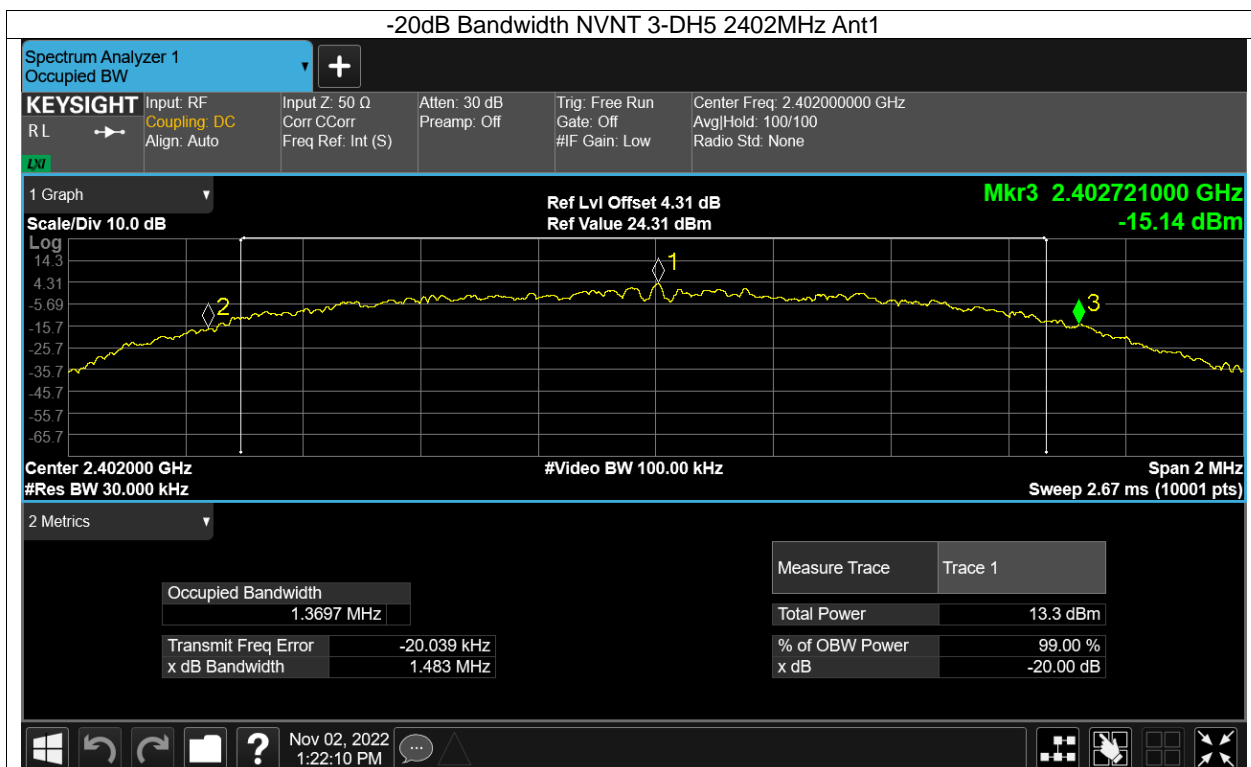 -20dB Bandwidth NVNT 3-DH5 2402MHz Ant1
Spectrum Analyzer 1
Occupied BW
KEYSIGHT
R L
LXI
Input: RF
Coupling: DC
Align: Auto
Input Z: 50 Ω
Corr CCorr
Freq Ref: Int (S)
Atten: 30 dB
Preamp: Off
Trig: Free Run
Gate: Off
#IF Gain: Low
Center Freq: 2.402000000 GHz
Avg|Hold: 100/100
Radio Std: None
1 Graph
Scale/Div 10.0 dB
Ref Lvl Offset 4.31 dB
Ref Value 24.31 dBm
Mkr3 2.402721000 GHz
-15.14 dBm
Log
14.3
4.31
-5.69
-15.7
-25.7
-35.7
-45.7
-55.7
-65.7
1
2
3
Center 2.402000 GHz
#Res BW 30.000 kHz
#Video BW 100.00 kHz
Span 2 MHz
Sweep 2.67 ms (10001 pts)
2 Metrics
Occupied Bandwidth
1.3697 MHz
Transmit Freq Error -20.039 kHz
x dB Bandwidth 1.483 MHz
Measure Trace Trace 1
Total Power 13.3 dBm
% of OBW Power 99.00 %
x dB -20.00 dB
?
Nov 02, 2022
1:22:10 PM